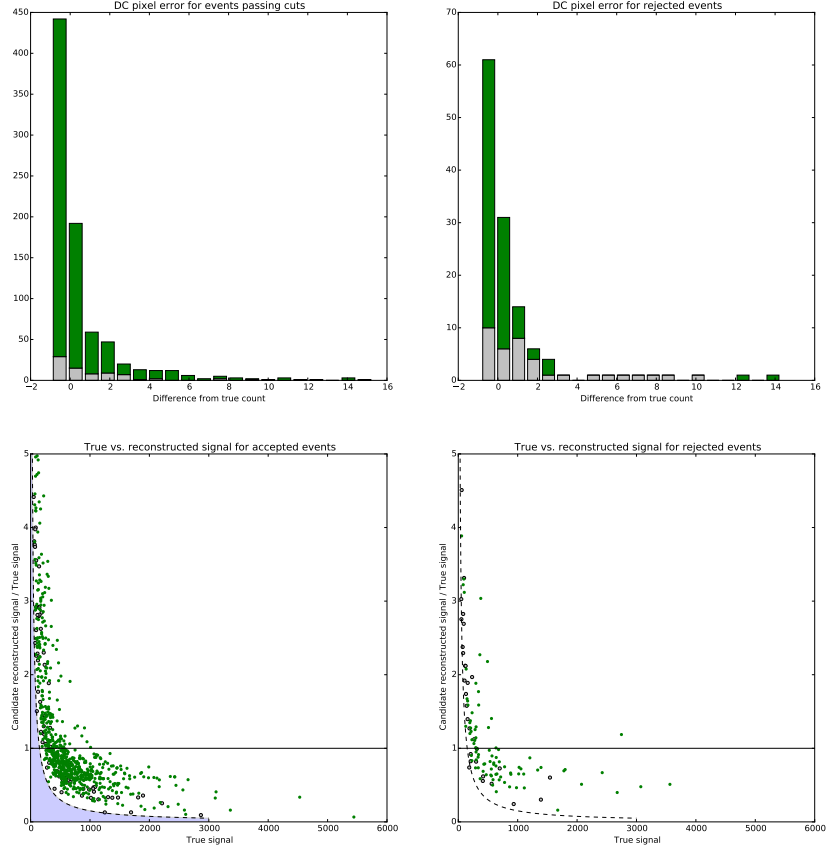 DC pixel error for events passing cuts
450
400
350
300
250
200
150
100
50
0
−2 0 2 4 6 8 10 12 14 16
Difference from true count
DC pixel error for rejected events
70
60
50
40
30
20
10
0
−2 0 2 4 6 8 10 12 14 16
Difference from true count
True vs. reconstructed signal for accepted events
Candidate reconstructed signal / True signal
5
4
3
2
1
0
0 1000 2000 3000 4000 5000 6000
True signal
True vs. reconstructed signal for rejected events
Candidate reconstructed signal / True signal
5
4
3
2
1
0
0 1000 2000 3000 4000 5000 6000
True signal